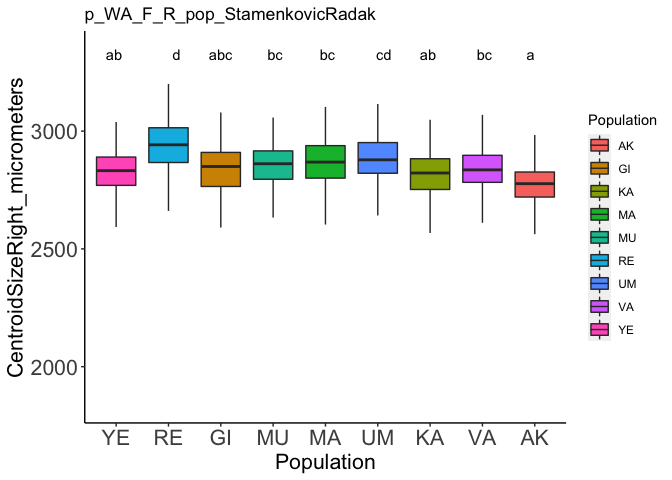 p_WA_F_R_pop_StamenkovicRadak
ab d abc bc bc cd ab bc a
CentroidSizeRight_micrometers
3000
2500
2000
YE RE GI MU MA UM KA VA AK
Population
Population
AK
GI
KA
MA
MU
RE
UM
VA
YE